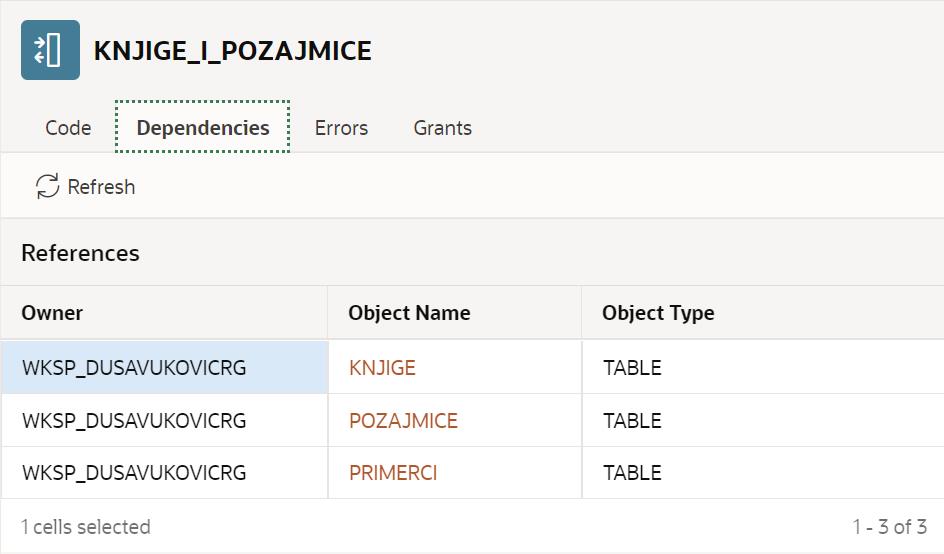 KNJIGE_I_POZAJMICE
Code Dependencies Errors Grants
Refresh
References
Owner Object Name Object Type
WKSP_DUSAVUKOVICRG KNJIGE TABLE
WKSP_DUSAVUKOVICRG POZAJMICE TABLE
WKSP_DUSAVUKOVICRG PRIMERCI TABLE
1 cells selected 1 - 3 of 3